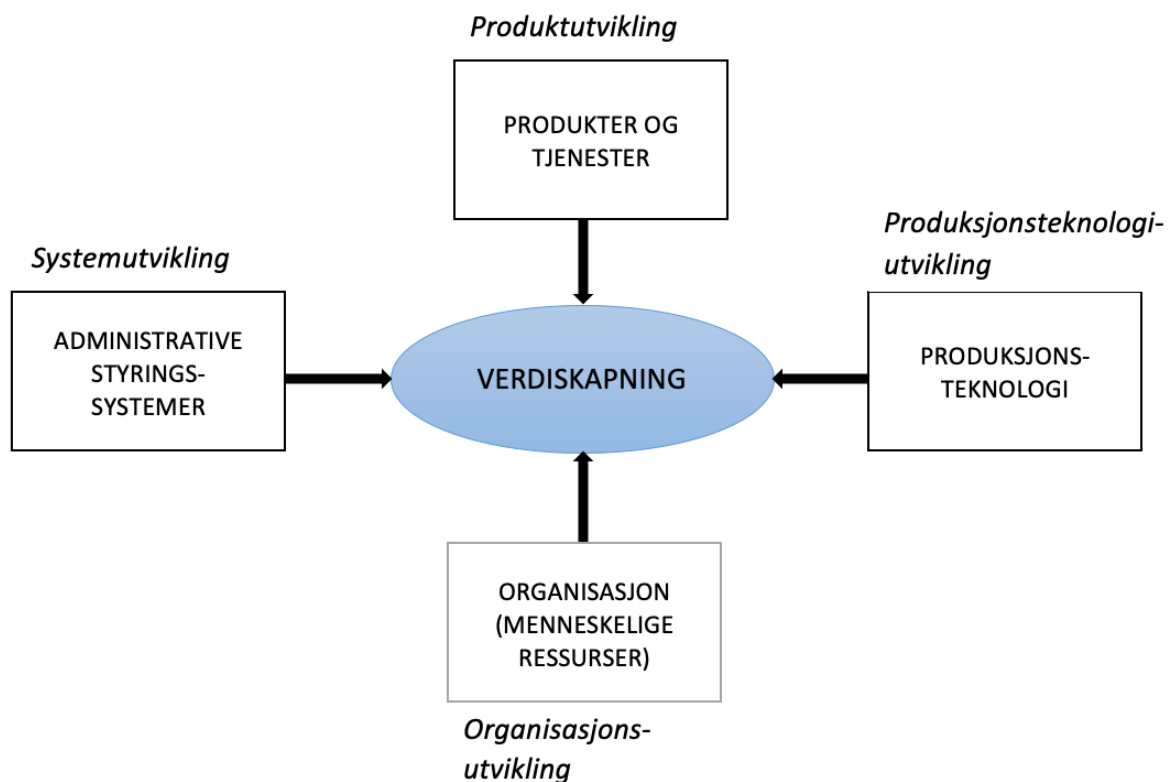 Produktutvikling
PRODUKTER OG
TJENESTER
Systemutvikling
ADMINISTRATIVE
STYRINGS-
SYSTEMER
VERDISKAPNING
Produksjonsteknologi-
utvikling
PRODUKSJONS-
TEKNOLOGI
ORGANISASJON
(MENNESKELIGE
RESSURSER)
Organisasjons-
utvikling